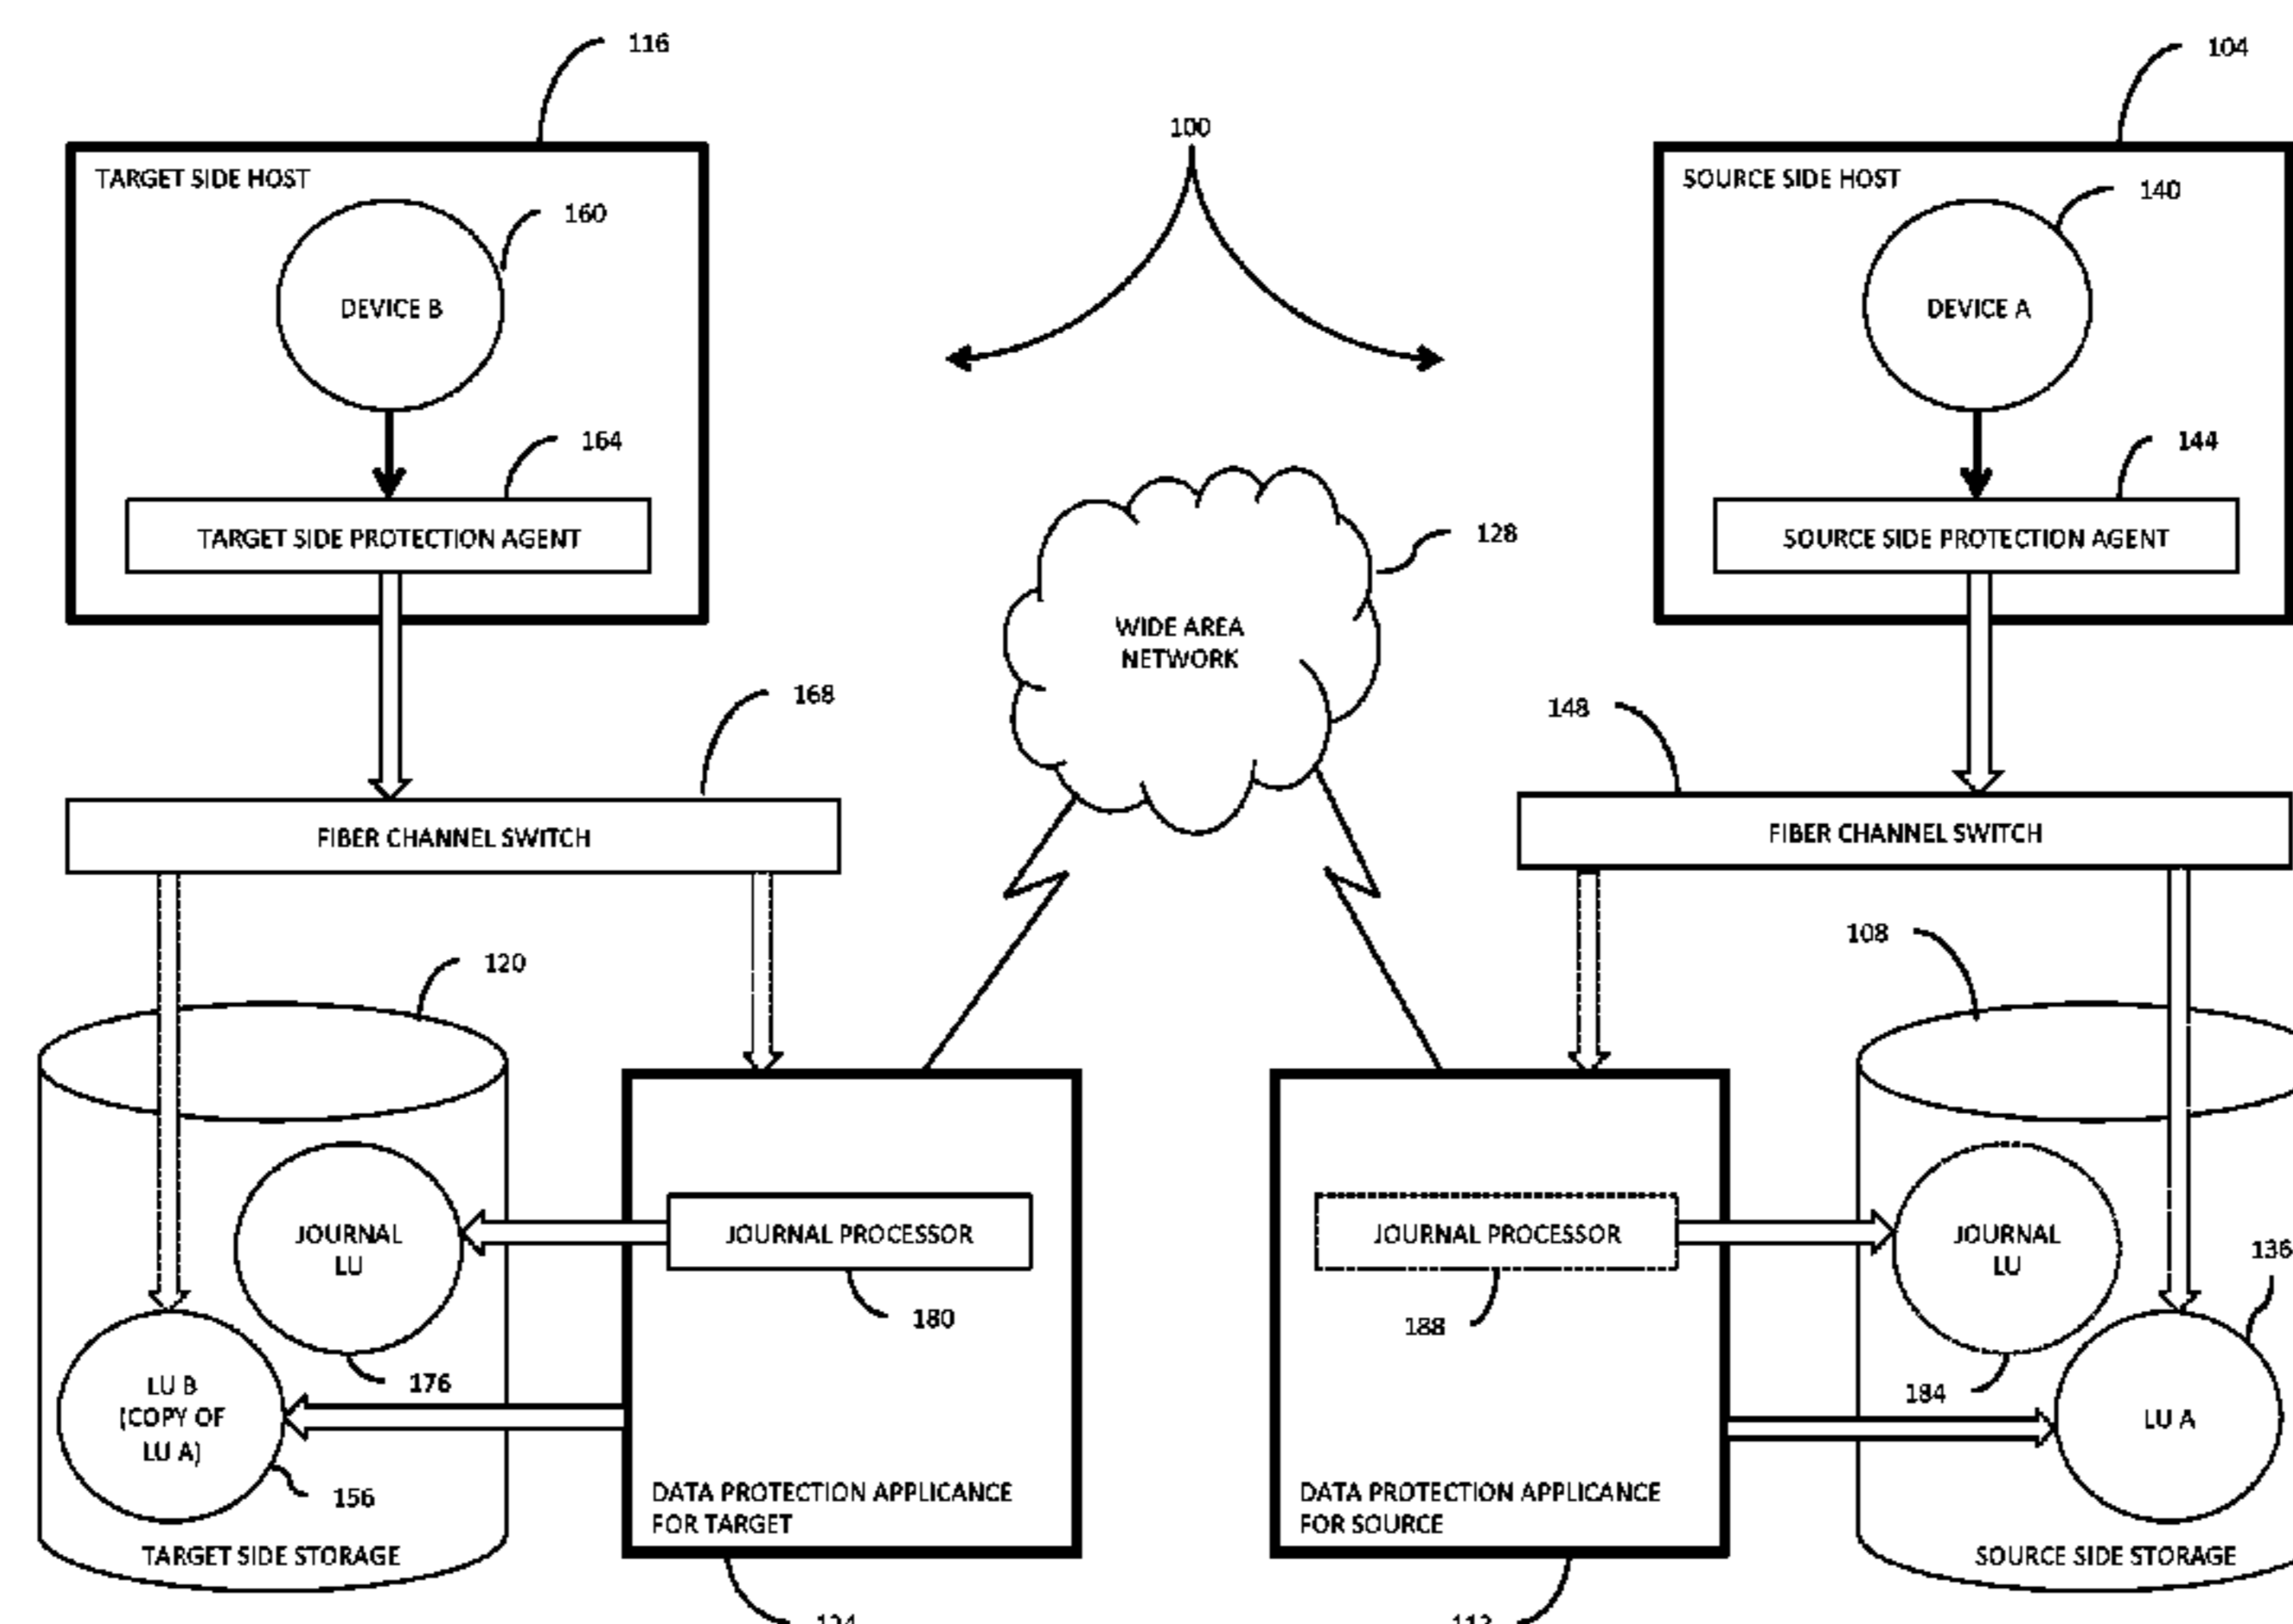 116
104
100
TARGET SIDE HOST
SOURCE SIDE HOST
160
140
DEVICE B
DEVICE A
164
144
TARGET SIDE PROTECTION AGENT
SOURCE SIDE PROTECTION AGENT
128
WIDE AREA
NETWORK
168
148
FIBER CHANNEL SWITCH
FIBER CHANNEL SWITCH
120
108
JOURNAL
LU
JOURNAL PROCESSOR
JOURNAL PROCESSOR
JOURNAL
LU
136
180
188
176
184
LU B
(COPY OF
LU A)
LU A
156
DATA PROTECTION APPLICANCE
FOR TARGET
DATA PROTECTION APPLICANCE
FOR SOURCE
TARGET SIDE STORAGE
SOURCE SIDE STORAGE